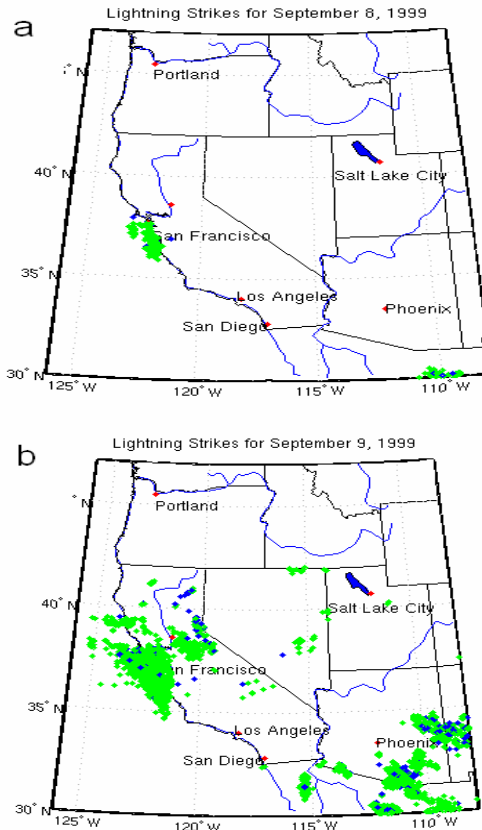 Lightning Strikes for September 8, 1999
a
Portland
40° N
Salt Lake City
San Francisco
35° N
Los Angeles
Phoenix
San Diego
30° N
125° W
120° W
115° W
110° W
Lightning Strikes for September 9, 1999
b
Portland
40° N
Salt Lake City
San Francisco
35° N
Los Angeles
Phoenix
San Diego
30° N
125° W
120° W
115° W
110° W